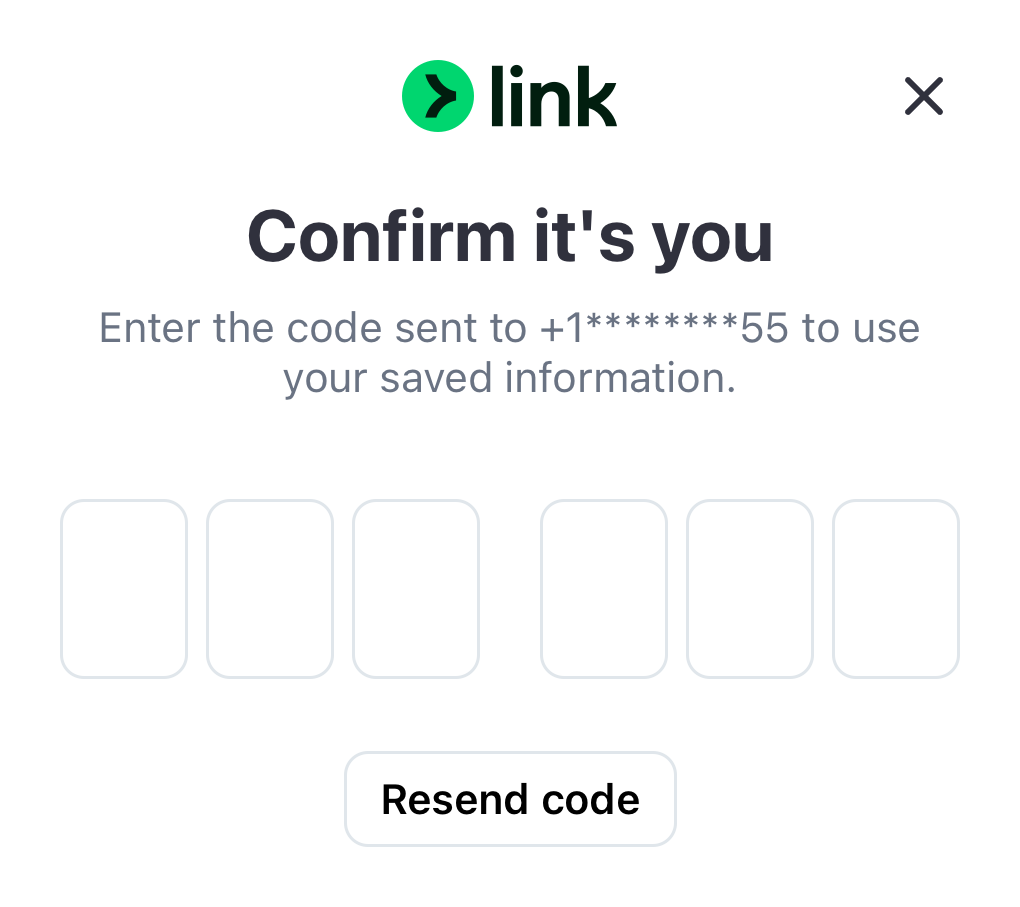 link
Confirm it's you
Enter the code sent to +1********55 to use
your saved information.
Resend code